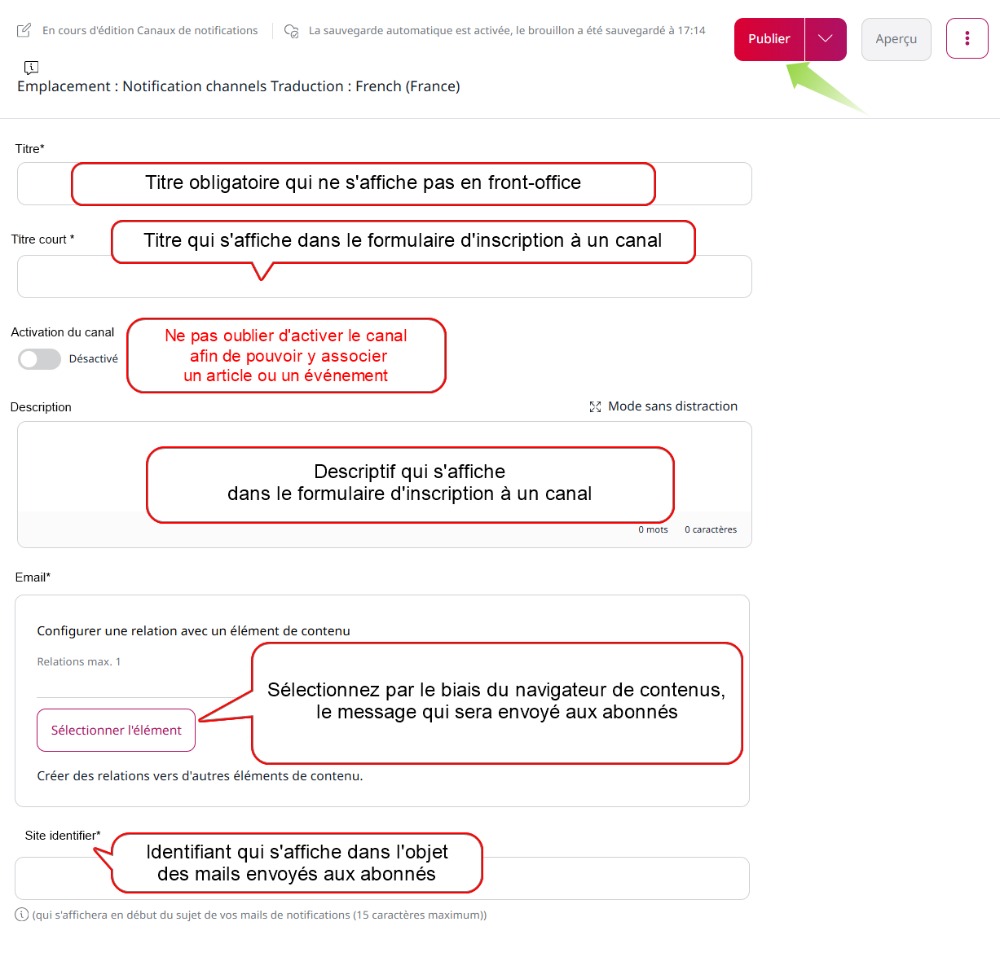 En cours d'édition Canaux de notifications
La sauvegarde automatique est activée, le brouillon a été sauvegardé à 17:14
Publier
Aperçu
Emplacement : Notification channels Traduction : French (France)
Titre*
Titre obligatoire qui ne s'affiche pas en front-office
Titre court *
Titre qui s'affiche dans le formulaire d'inscription à un canal
Activation du canal
Désactivé
Ne pas oublier d'activer le canal
afin de pouvoir y associer
un article ou un événement
Description
Mode sans distraction
Descriptif qui s'affiche
dans le formulaire d'inscription à un canal
0 mots
0 caractères
Email*
Configurer une relation avec un élément de contenu
Relations max. 1
Sélectionnez par le biais du navigateur de contenus,
le message qui sera envoyé aux abonnés
Sélectionner l'élément
Créer des relations vers d'autres éléments de contenu.
Site identifier*
Identifiant qui s'affiche dans l'objet
des mails envoyés aux abonnés
(qui s'affichera en début du sujet de vos mails de notifications (15 caractères maximum))